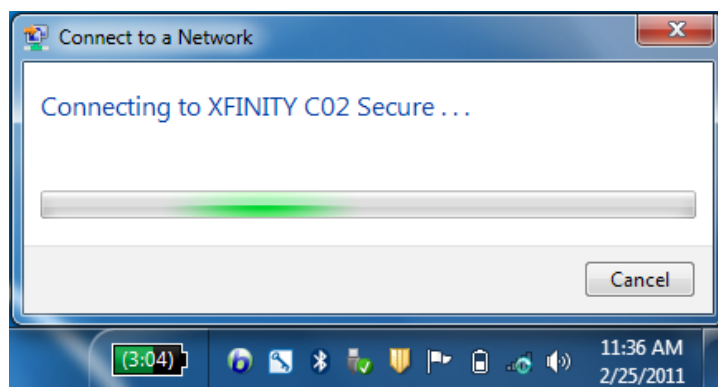 Connect to a Network
Connecting to XFINITY C02 Secure . . .
Cancel
(3:04)
11:36 AM
2/25/2011